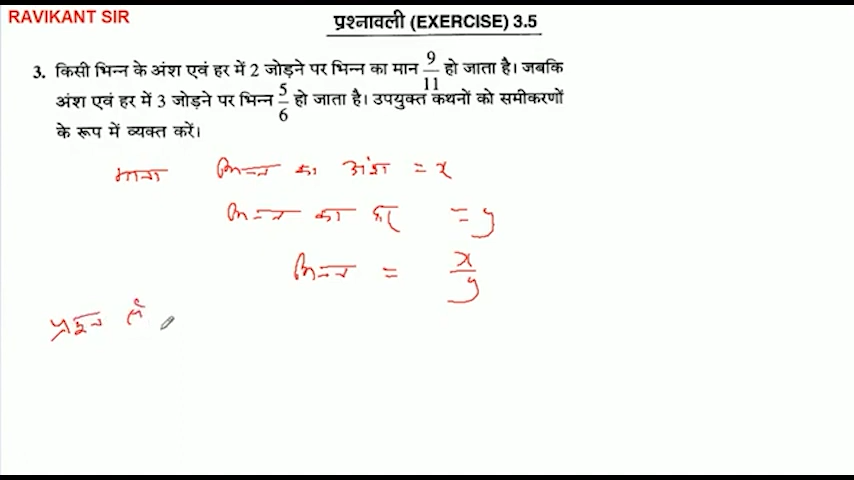 RAVIKANT SIR
प्रश्नावली (EXERCISE) 3.5
3. किसी भिन्न के अंश एवं हर में 2 जोड़ने पर भिन्न का मान 9/11 हो जाता है। जबकि
अंश एवं हर में 3 जोड़ने पर भिन्न 5/6 हो जाता है। उपयुक्त कथनों को समीकरणों
के रूप में व्यक्त करें।
माना भिन्न का अंश = x
भिन्न का हर = y
भिन्न = x/y
प्रश्न से